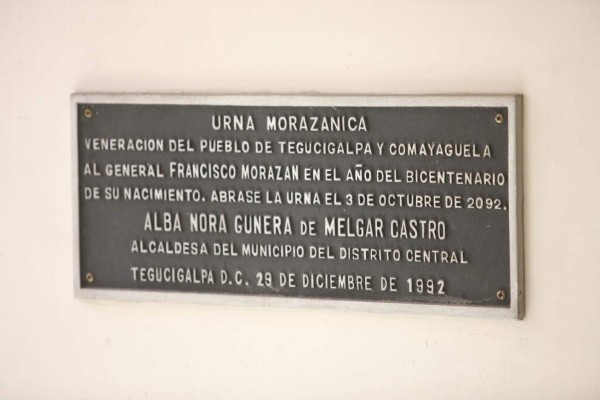 URNA MORAZANICA
VENERACION DEL PUEBLO DE TEGUCIGALPA Y COMAYAGUELA
AL GENERAL FRANCISCO MORAZAN EN EL AÑO DEL BICENTENARIO
DE SU NACIMIENTO. ABRASE LA URNA EL 3 DE OCTUBRE DE 2092.
ALBA NORA GUNERA DE MELGAR CASTRO
ALCALDESA DEL MUNICIPIO DEL DISTRITO CENTRAL
TEGUCIGALPA D.C. 29 DE DICIEMBRE DE 1992